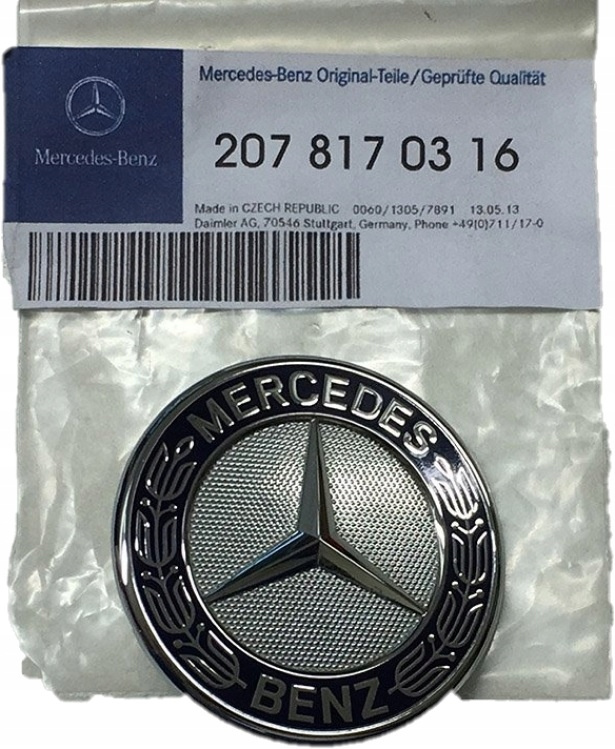 Mercedes-Benz Original-Teile/Geprüfte Qualität
Mercedes-Benz
207 817 03 16
Made in CZECH REPUBLIC 0060/1305/7891 13.05.13
Daimler AG, 70546 Stuttgart, Germany, Phone +49(0)711/17-0
MERCEDES
BENZ